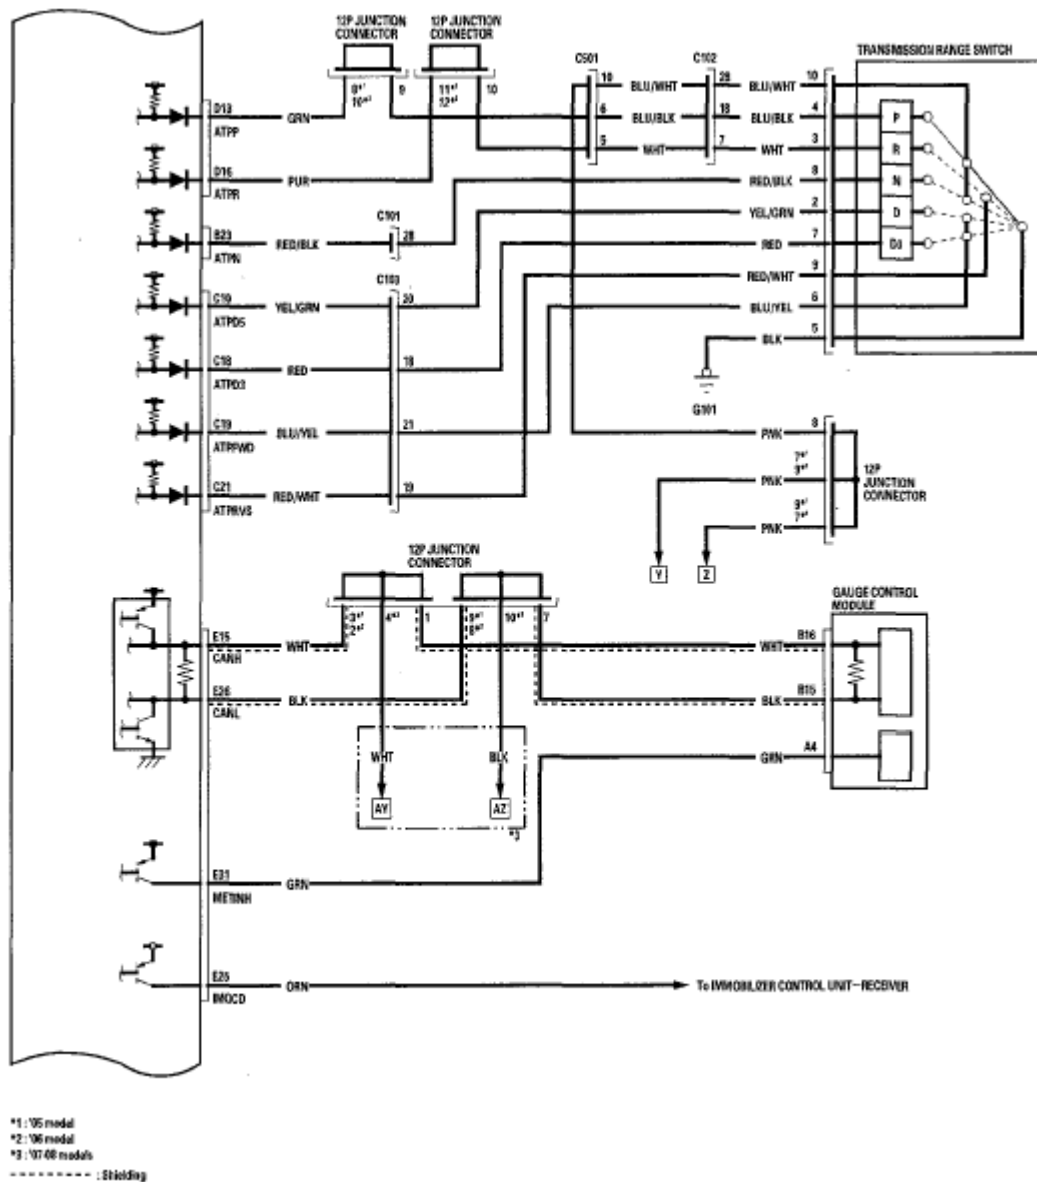 12P JUNCTION
CONNECTOR
12P JUNCTION
CONNECTOR
TRANSMISSION RANGE SWITCH
C501
C102
10
BLU/WHT
28
BLU/WHT
10
8*1
10*2
9
11*1
12*2
10
D13
ATPP
GRN
6
BLU/BLK
18
BLU/BLK
4
P
5
WHT
7
WHT
3
R
D16
ATPR
PUR
RED/BLK
8
N
C101
YEL/GRN
2
D
B23
ATPN
RED/BLK
28
RED
7
D3
C103
RED/WHT
9
YEL/GRN
20
ATPD5
BLU/YEL
6
BLK
5
C18
ATPD3
RED
18
G101
C19
ATPFWD
BLU/YEL
21
PNK
8
7*1
9*2
PNK
12P
JUNCTION
CONNECTOR
C21
ATPRVS
RED/WHT
19
9*1
7*2
PNK
Y
Z
12P JUNCTION
CONNECTOR
GAUGE CONTROL
MODULE
3*1
2*2
4*3
1
9*1
8*2
10*3
7
E15
CANH
WHT
WHT
B16
E26
CANL
BLK
BLK
B15
WHT
BLK
GRN
A4
AY
AZ
*3
E31
METINH
GRN
E25
IMOCD
ORN
To IMMOBILIZER CONTROL UNIT-RECEIVER
*1 : '05 model
*2 : '06 model
*3 : '07-08 models
: Shielding